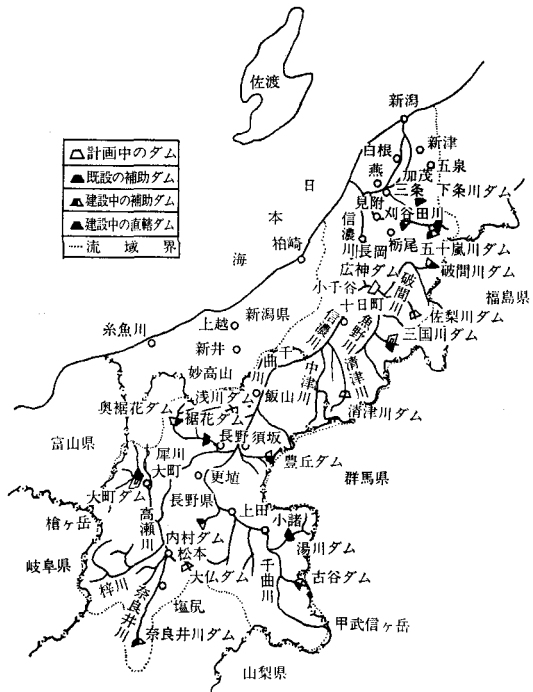 佐渡
新潟
計画中のダム
既設の補助ダム
建設中の補助ダム
建設中の直轄ダム
流域界
白根
新津
燕
五泉
加茂
三条
下条川ダム
見附
刈谷田川
日本海
信濃川
長岡
栃尾
五十嵐川ダム
柏崎
広神ダム
破間川
破間川ダム
福島県
小千谷
十日町
佐梨川ダム
糸魚川
上越
新潟県
信濃川
魚野川
三国川ダム
新井
千曲川
中津川
清津川
妙高山
飯山
清津川ダム
浅川ダム
奥裾花ダム
裾花ダム
富山県
長野
須坂
豊丘ダム
犀川
大町
更埴
群馬県
大町ダム
長野県
槍ヶ岳
高瀬川
上田
小諸
内村ダム
湯川ダム
岐阜県
松本
千曲川
梓川
大仏ダム
古谷ダム
奈良井川
塩尻
甲武信ヶ岳
奈良井川ダム
山梨県